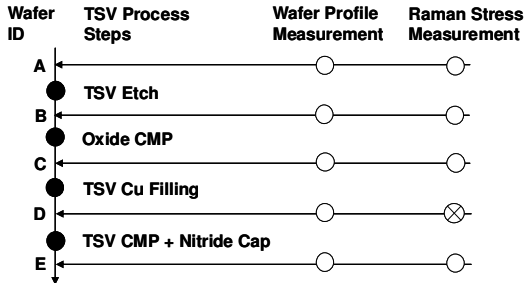 Wafer ID
TSV Process Steps
Wafer Profile Measurement
Raman Stress Measurement
A
TSV Etch
B
Oxide CMP
C
TSV Cu Filling
D
TSV CMP + Nitride Cap
E